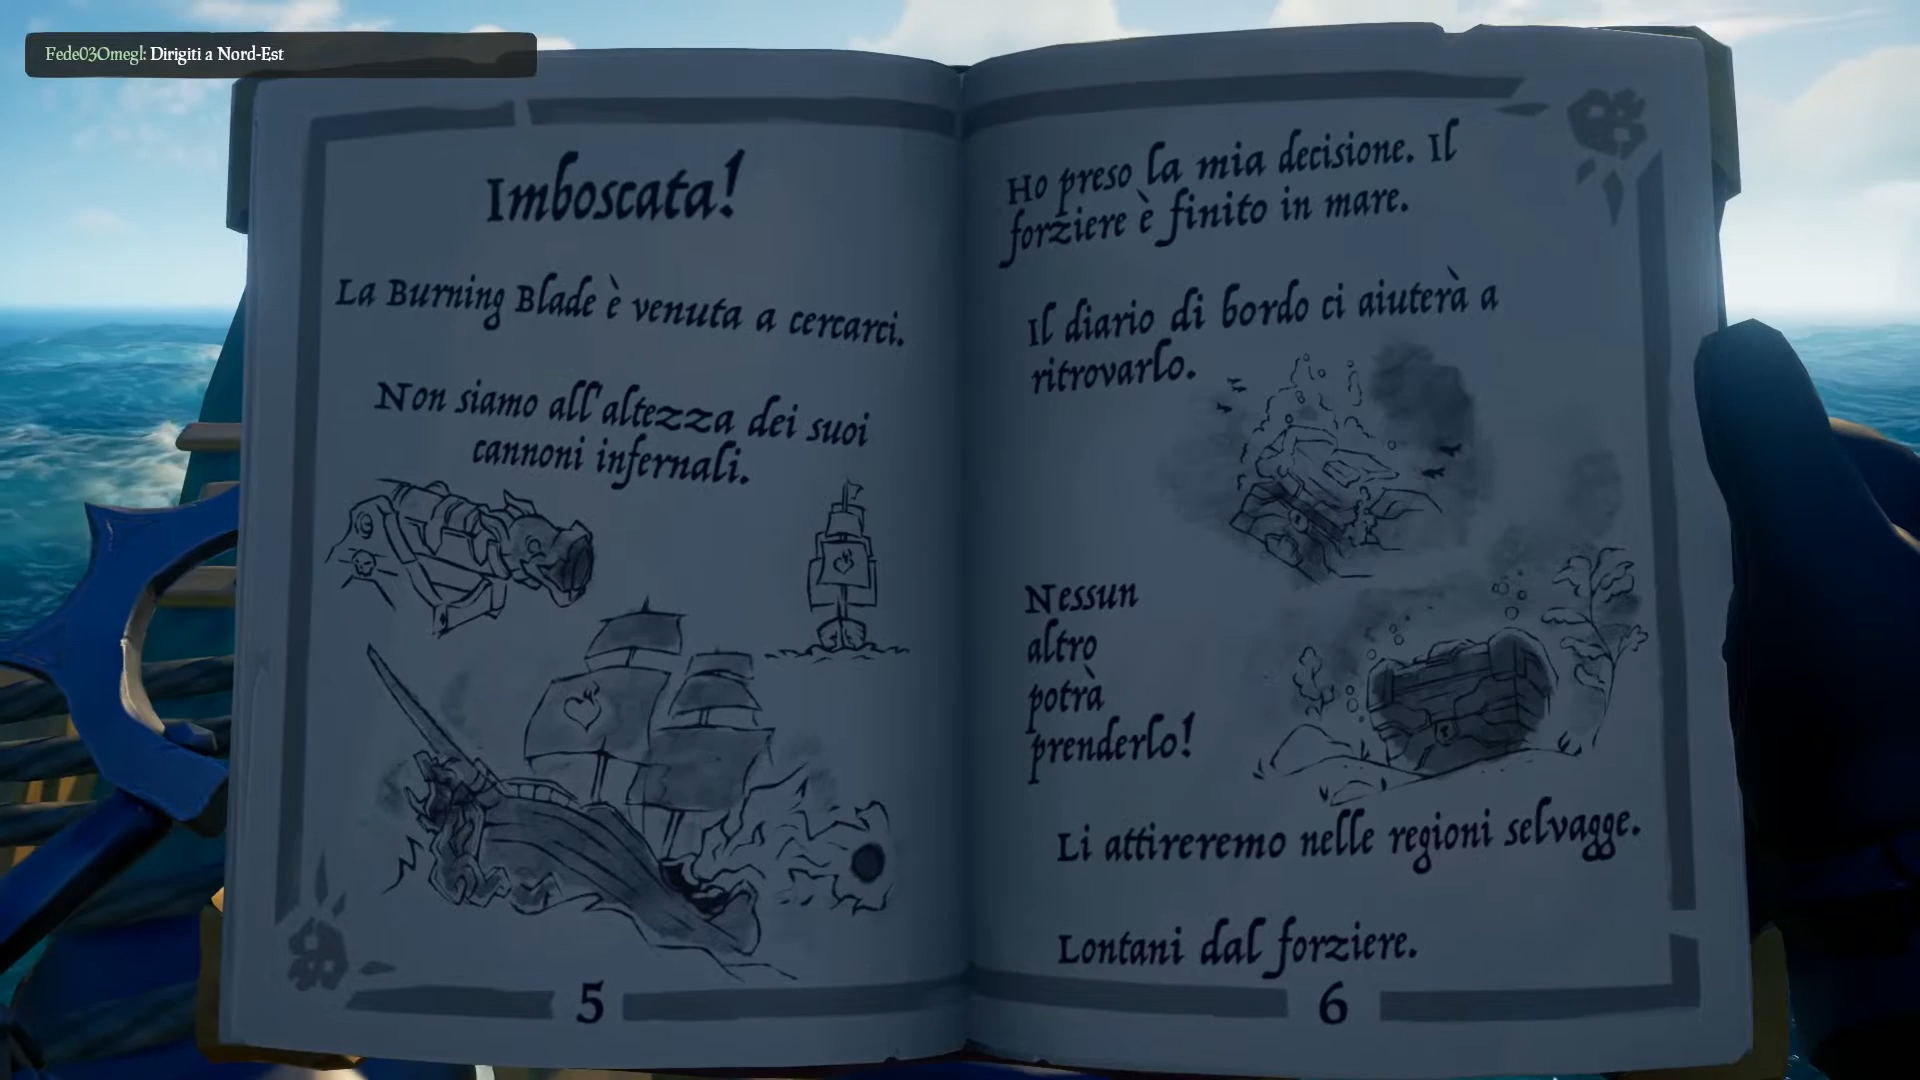 Fede03Omegl: Dirigiti a Nord-Est
Imboscata!
La Burning Blade è venuta a cercarci.
Non siamo all'altezza dei suoi
cannoni infernali.
5
Ho preso la mia decisione. Il
forziere è finito in mare.
Il diario di bordo ci aiuterà a
ritrovarlo.
Nessun
altro
potrà
prenderlo!
Li attireremo nelle regioni selvagge.
Lontani dal forziere.
6